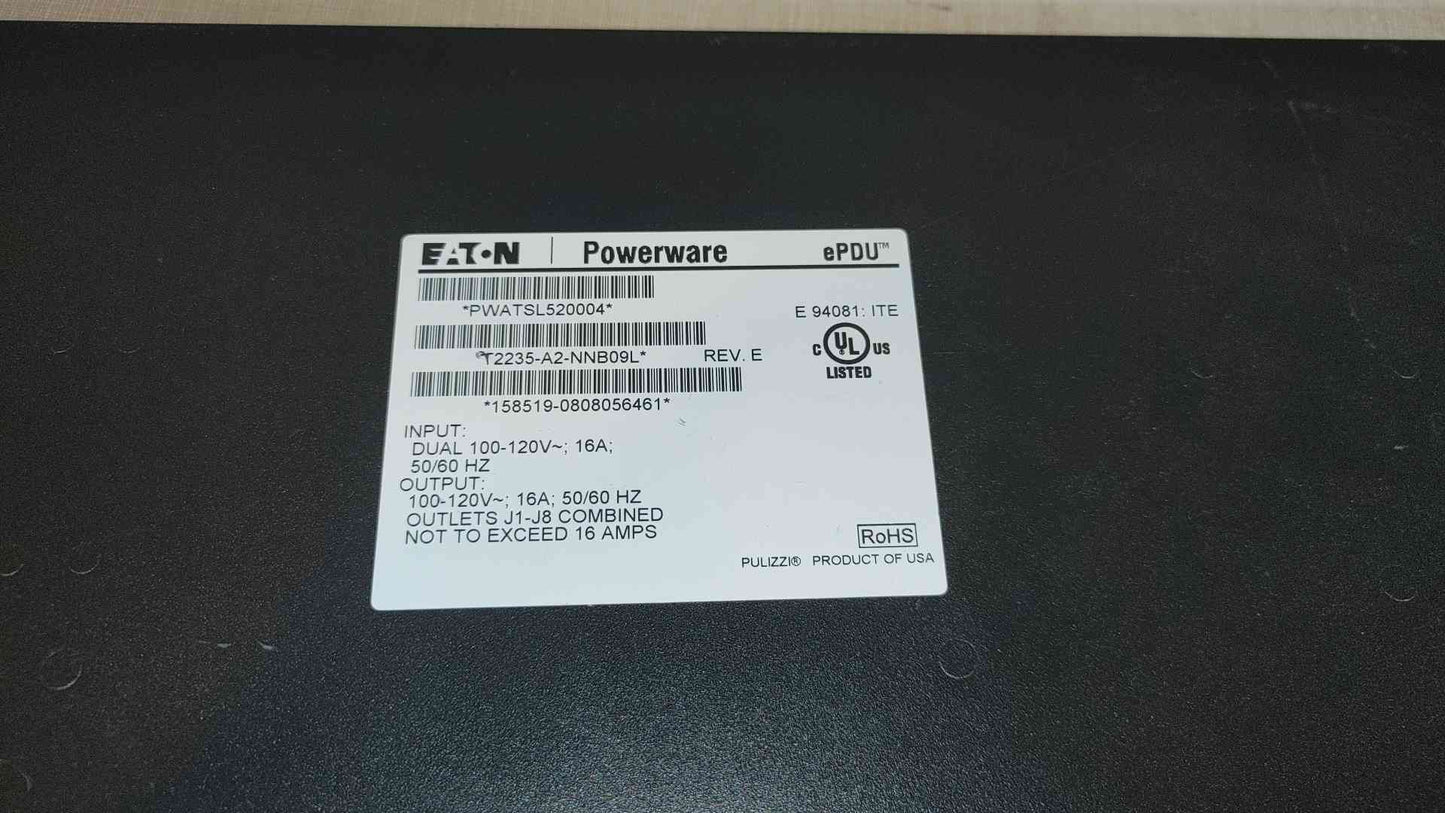 EATON | Powerware ePDU™
*PWATSL520004*
E 94081: ITE
*T2235-A2-NNB09L* REV. E
C UL US
LISTED
*158519-0808056461*
INPUT:
DUAL 100-120V~; 16A;
50/60 HZ
OUTPUT:
100-120V~; 16A; 50/60 HZ
OUTLETS J1-J8 COMBINED
NOT TO EXCEED 16 AMPS
RoHS
PULIZZI® PRODUCT OF USA